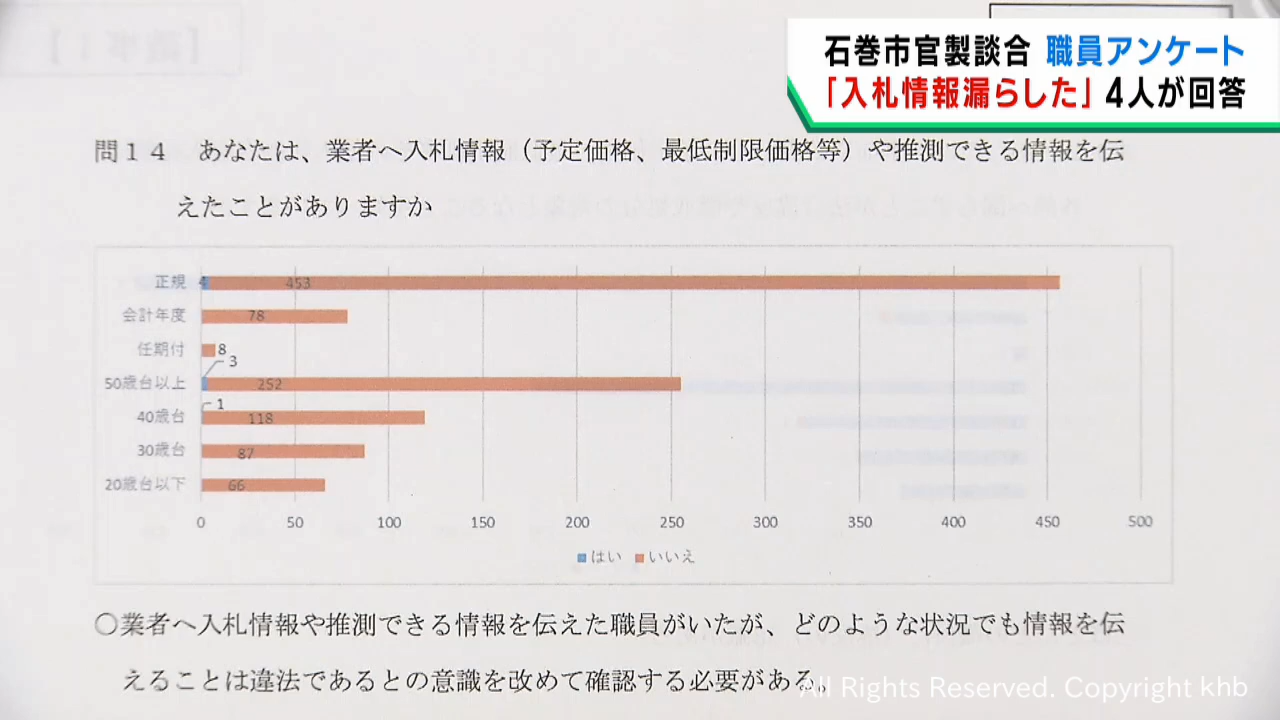 石巻市官製談合 職員アンケート
「入札情報漏らした」4人が回答
問14 あなたは、業者へ入札情報(予定価格、最低制限価格等)や推測できる情報を伝
えたことがありますか
正規 4 453
会計年度 78
任期付 8
3
50歳台以上 252
1
40歳台 118
30歳台 87
20歳台以下 66
0 50 100 150 200 250 300 350 400 450 500
はい いいえ
○業者へ入札情報や推測できる情報を伝えた職員がいたが、どのような状況でも情報を伝
えることは違法であるとの意識を改めて確認する必要がある。
All Rights Reserved. Copyright khb